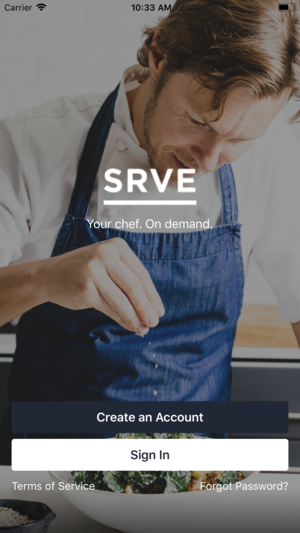 Carrier 10:33 AM
SRVE
Your chef. On demand.
Create an Account
Sign In
Terms of Service Forgot Password?